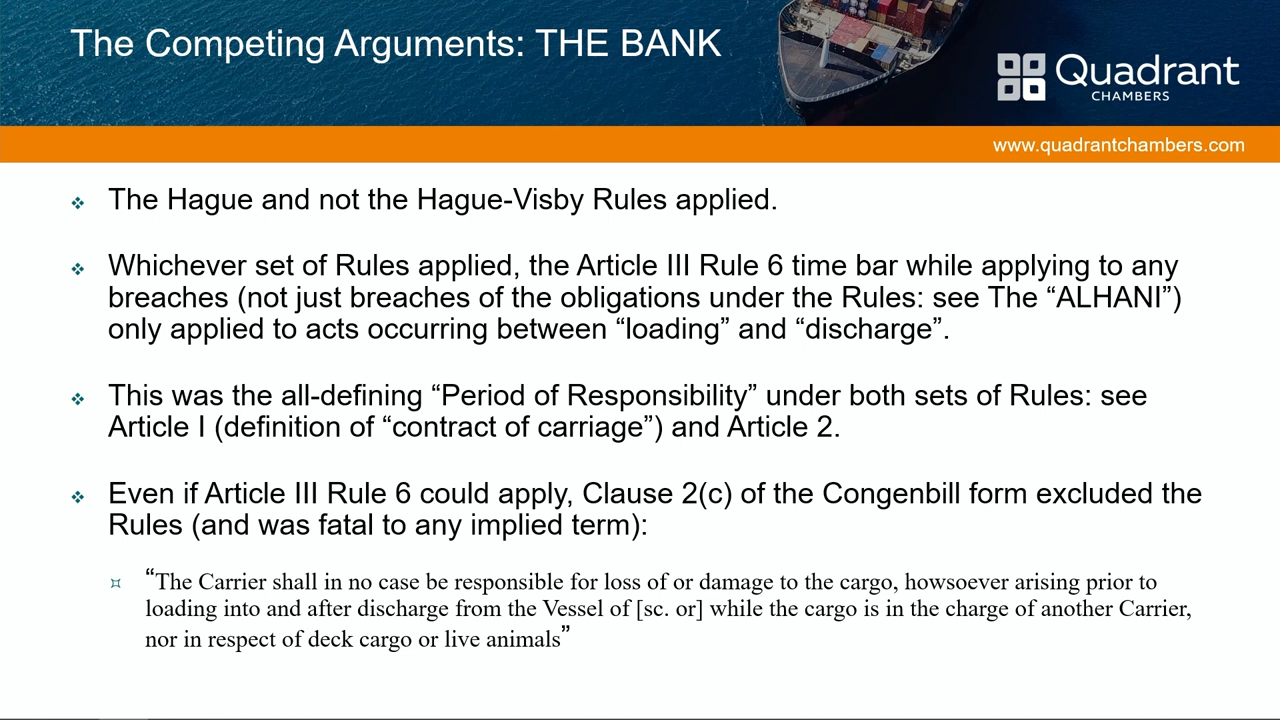 The Competing Arguments: THE BANK
Quadrant
CHAMBERS
www.quadrantchambers.com
The Hague and not the Hague-Visby Rules applied.
Whichever set of Rules applied, the Article III Rule 6 time bar while applying to any
breaches (not just breaches of the obligations under the Rules: see The “ALHANI”)
only applied to acts occurring between “loading” and “discharge”.
This was the all-defining “Period of Responsibility” under both sets of Rules: see
Article I (definition of “contract of carriage”) and Article 2.
Even if Article III Rule 6 could apply, Clause 2(c) of the Congenbill form excluded the
Rules (and was fatal to any implied term):
“The Carrier shall in no case be responsible for loss of or damage to the cargo, howsoever arising prior to
loading into and after discharge from the Vessel of [sc. or] while the cargo is in the charge of another Carrier,
nor in respect of deck cargo or live animals”